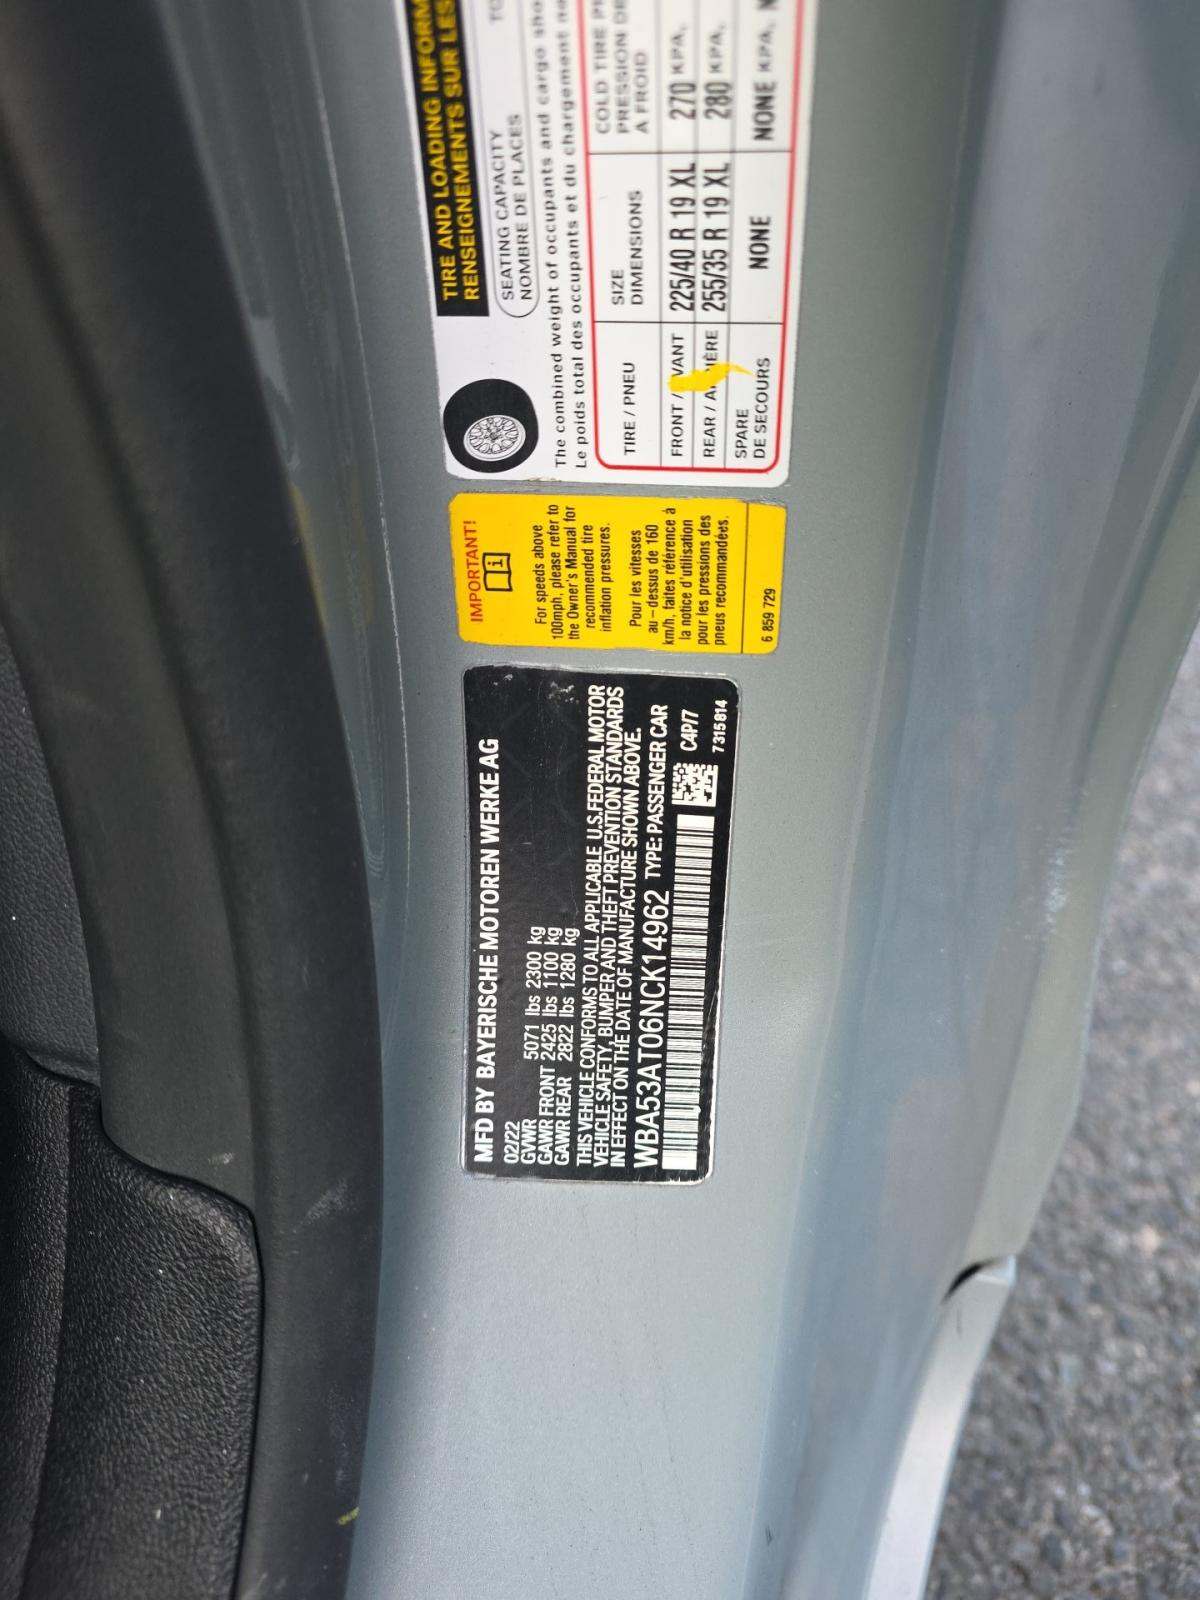 TIRE AND LOADING INFORM
RENSEIGNEMENTS SUR LES
SEATING CAPACITY
NOMBRE DE PLACES
The combined weight of occupants and cargo
Le poids total des occupants et du chargement
TIRE / PNEU SIZE DIMENSIONS COLD TIRE PRESSION A FROID
FRONT / VANT 225/40 R 19 XL 270 KPA,
REAR / A IÈRE 255/35 R 19 XL 280 KPA,
SPARE
DE SECOURS NONE NONE KPA,
IMPORTANT!
i
For speeds above
100mph, please refer to
the Owner's Manual for
recommended tire
inflation pressures.
Pour les vitesses
au-dessus de 160
km/h, faites référence à
la notice d'utilisation
pour les pressions des
pneus recommandées.
6 859 729
MFD BY BAYERISCHE MOTOREN WERKE AG
02/22
GVWR 5071 lbs 2300 kg
GAWR FRONT 2425 lbs 1100 kg
GAWR REAR 2822 lbs 1280 kg
THIS VEHICLE CONFORMS TO ALL APPLICABLE U.S.FEDERAL MOTOR
VEHICLE SAFETY, BUMPER AND THEFT PREVENTION STANDARDS
IN EFFECT ON THE DATE OF MANUFACTURE SHOWN ABOVE.
WBA53AT06NCK14962 TYPE: PASSENGER CAR
C4P/7
7 315 814